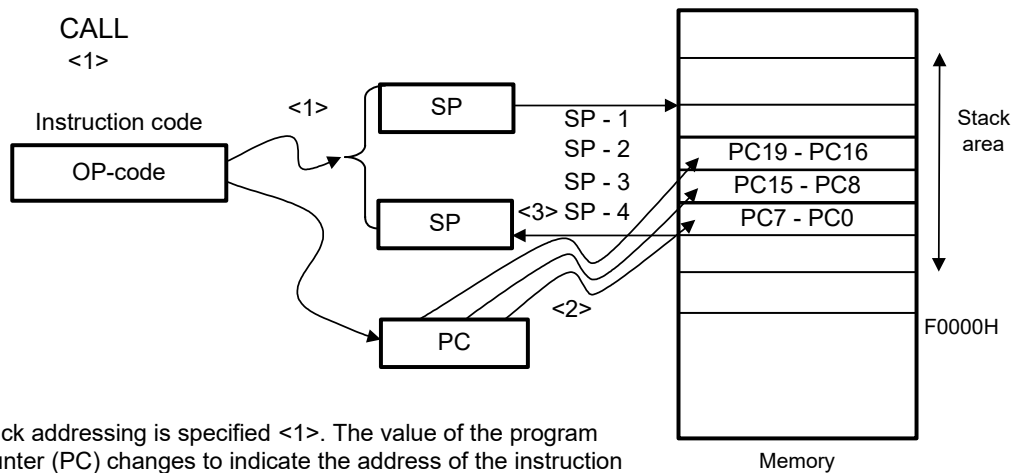 CALL
<1>
<1>
Instruction code
OP-code
SP
SP - 1
SP - 2
SP - 3
SP - 4
Stack
area
PC19 - PC16
PC15 - PC8
PC7 - PC0
SP
<3>
<2>
PC
F0000H
Memory
addressing is specified <1>. The value of the program
(PC) changes to indicate the address of the instruction